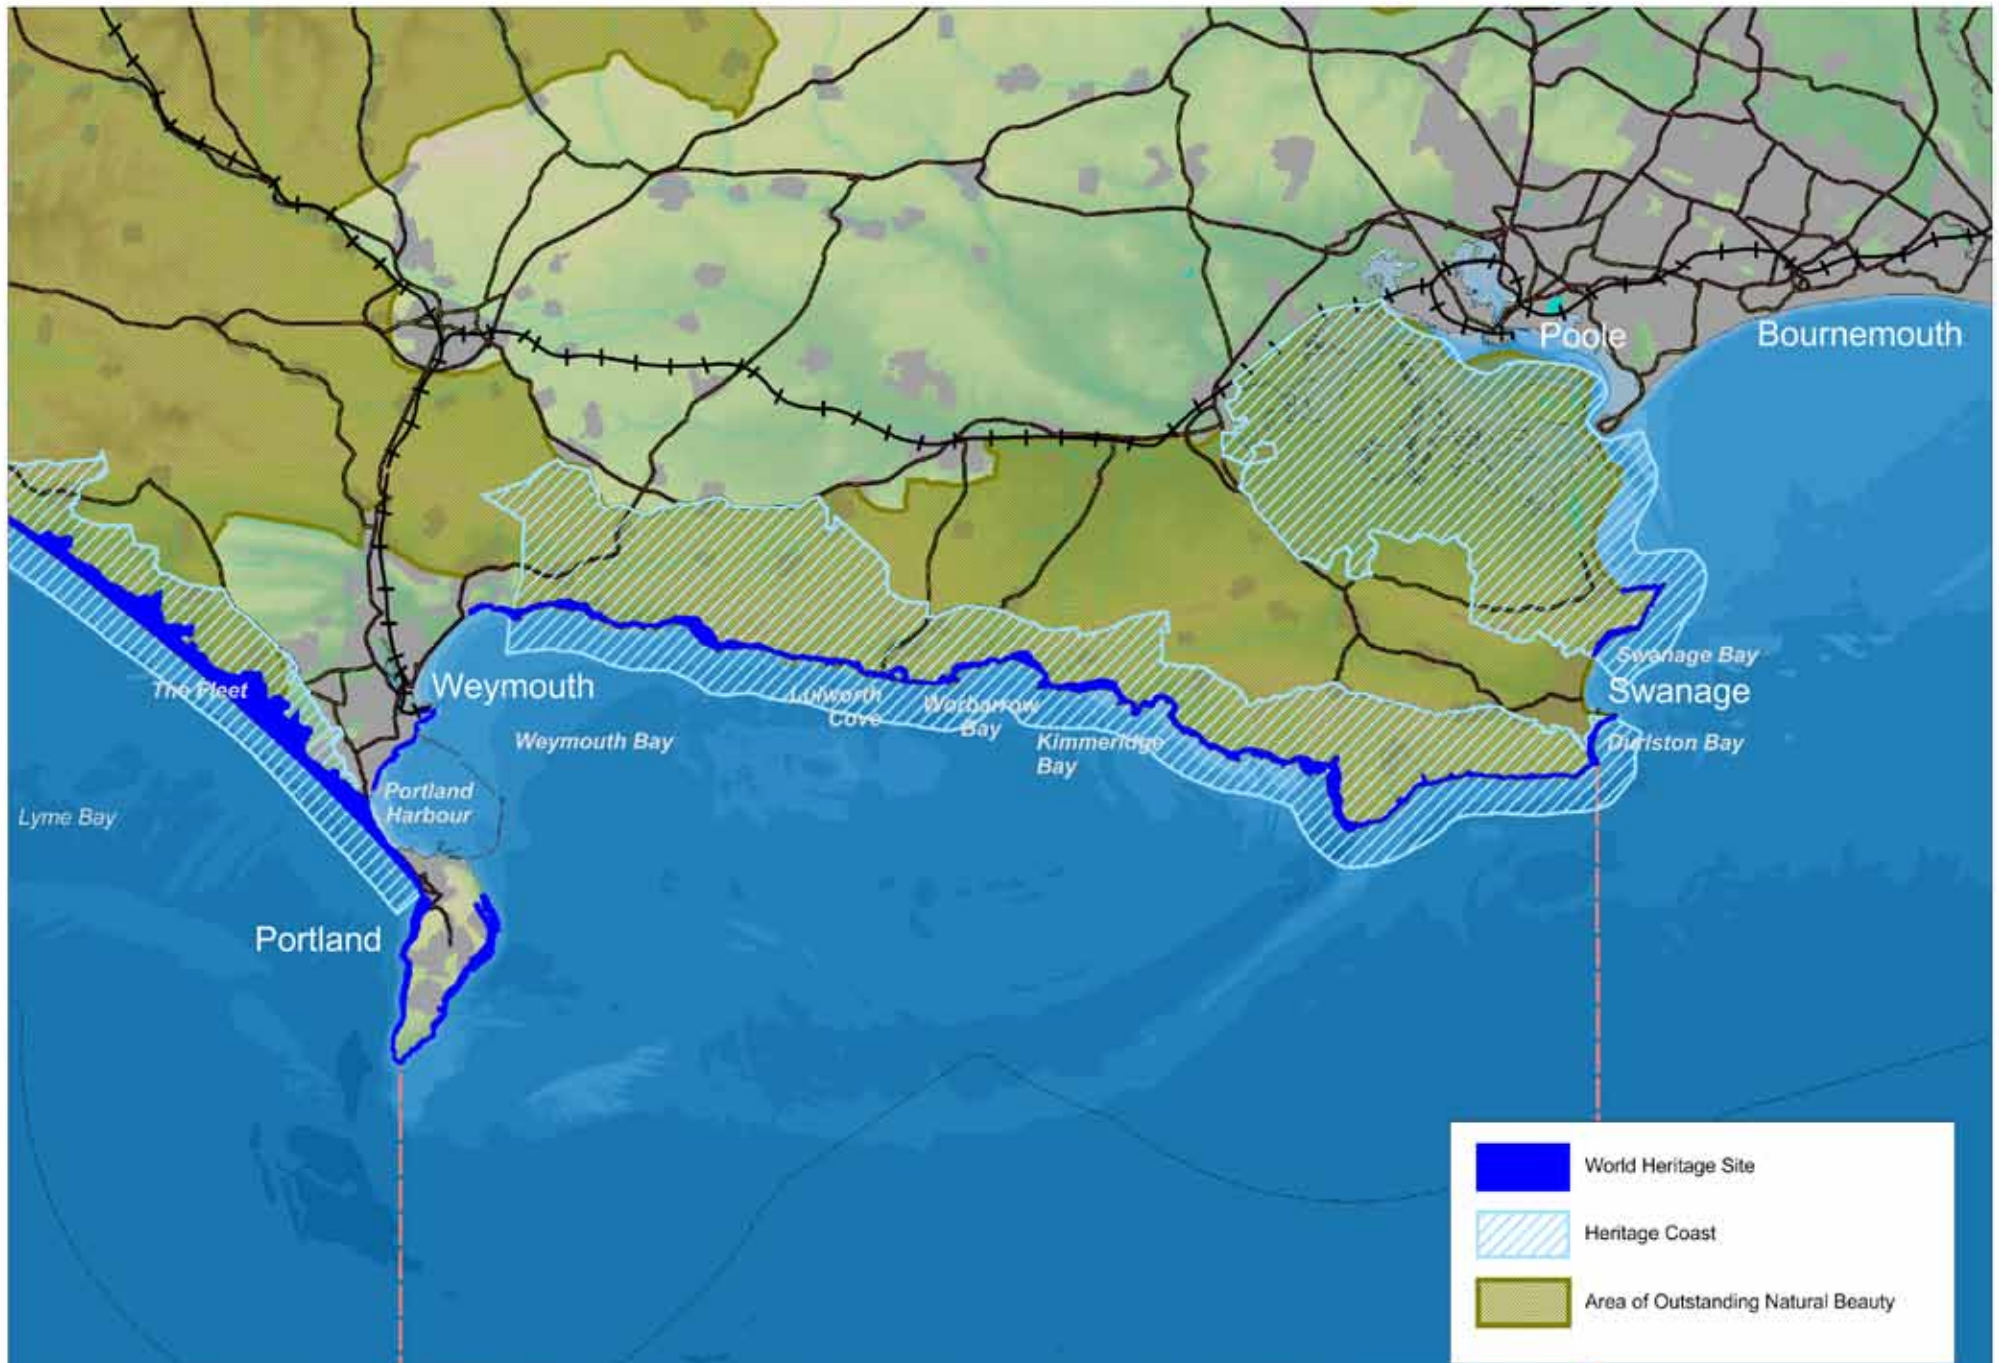 Poole
Bournemouth
Swanage Bay
Swanage
Durlston Bay
The Fleet
Weymouth
Weymouth Bay
Lulworth
Cove
Worbarrow
Bay
Kimmeridge
Bay
Portland
Harbour
Lyme Bay
Portland
World Heritage Site
Heritage Coast
Area of Outstanding Natural Beauty